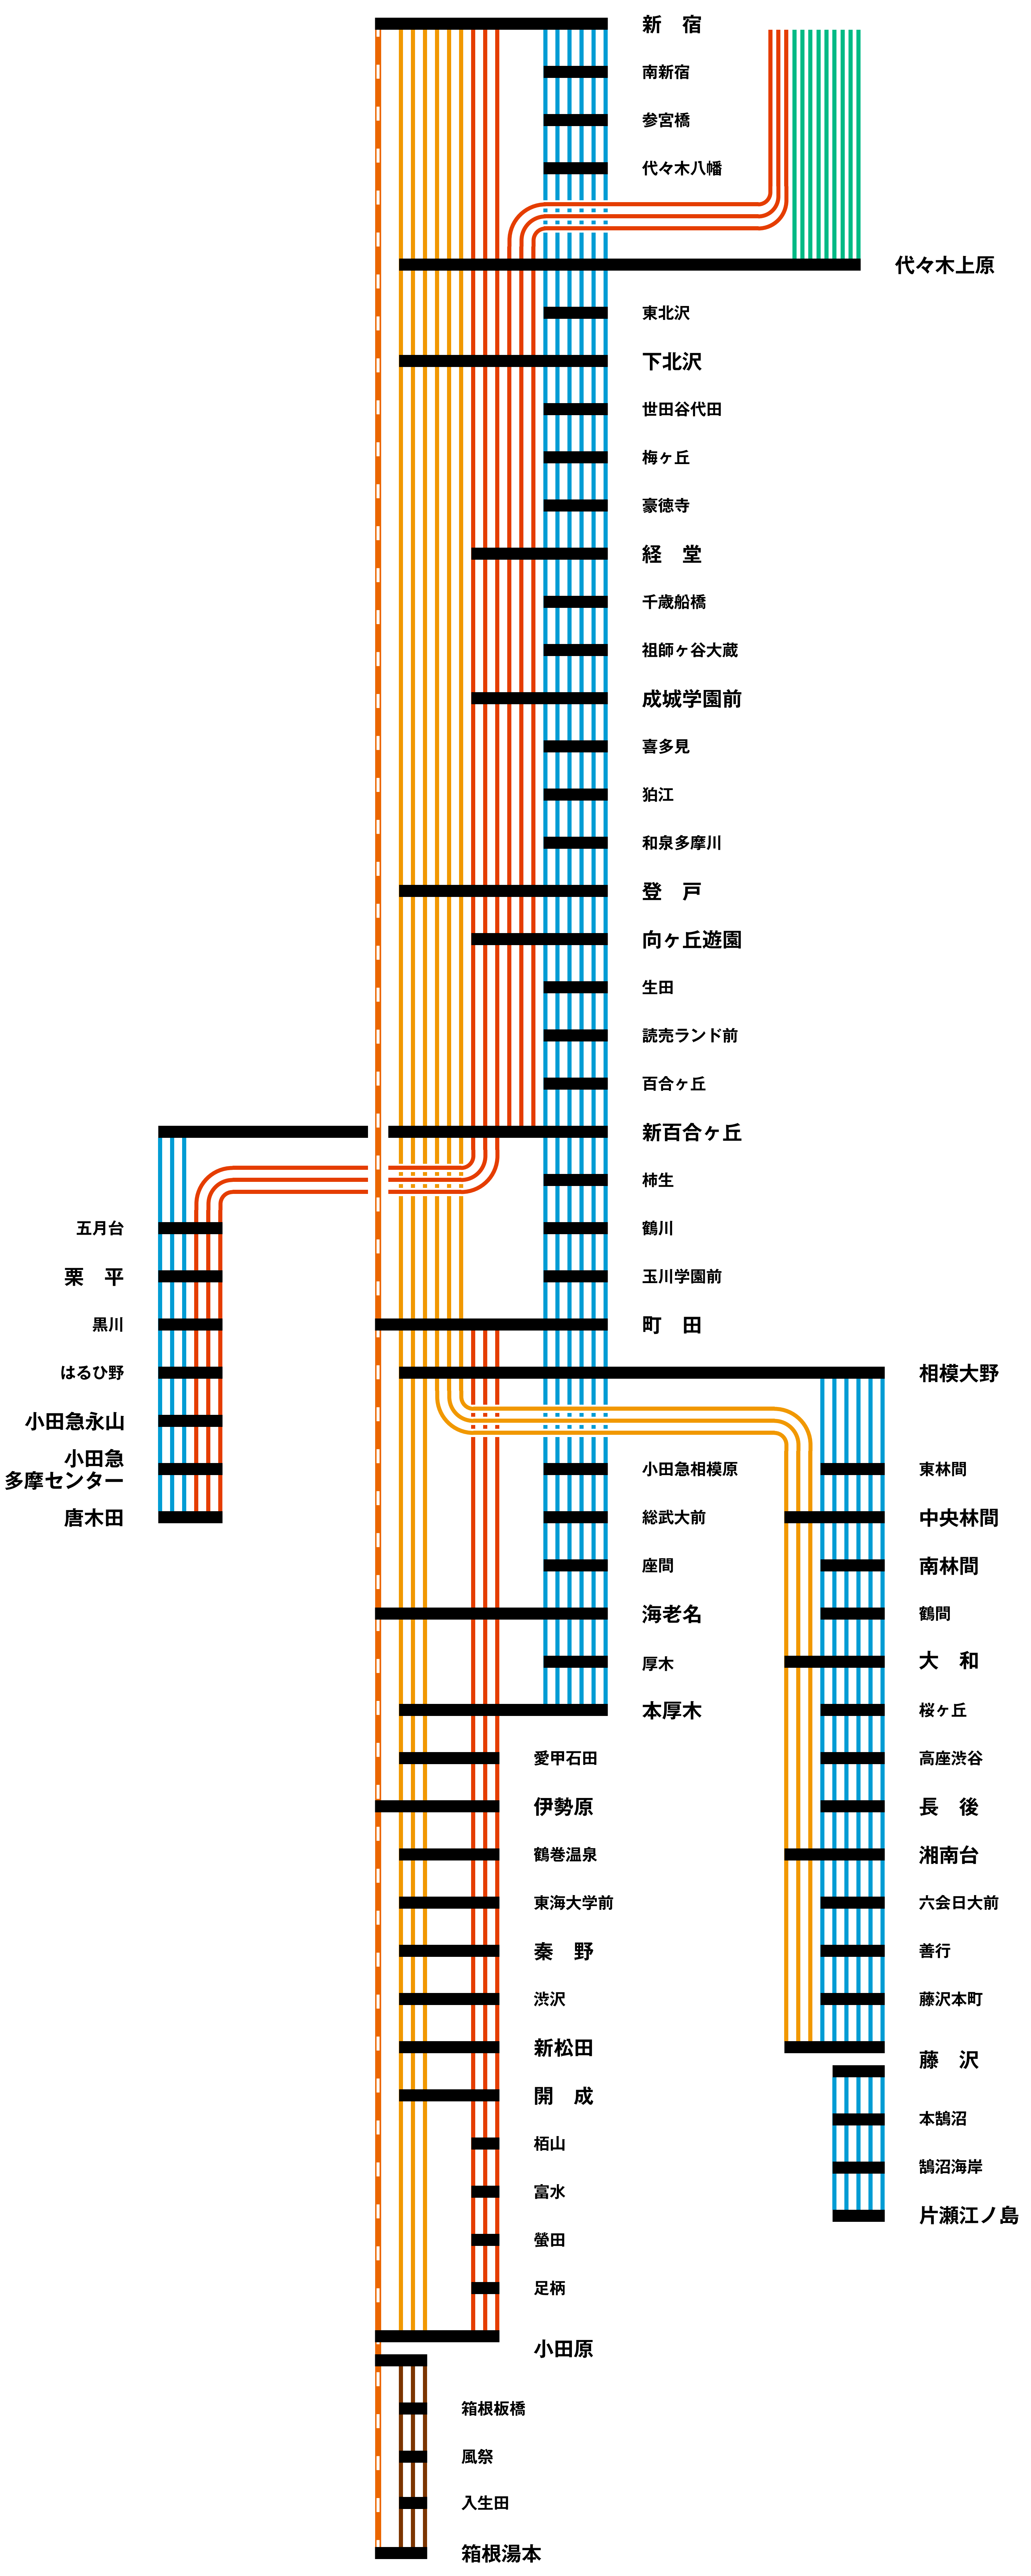 新　宿
南新宿
参宮橋
代々木八幡
代々木上原
東北沢
下北沢
世田谷代田
梅ヶ丘
豪徳寺
経　堂
千歳船橋
祖師ヶ谷大蔵
成城学園前
喜多見
狛江
和泉多摩川
登　戸
向ヶ丘遊園
生田
読売ランド前
百合ヶ丘
新百合ヶ丘
柿生
鶴川
玉川学園前
町　田
五月台
栗　平
黒川
はるひ野
小田急永山
小田急
多摩センター
唐木田
相模大野
小田急相模原
総武大前
座間
海老名
厚木
本厚木
愛甲石田
伊勢原
鶴巻温泉
東海大学前
秦　野
渋沢
新松田
開　成
栢山
富水
螢田
足柄
小田原
箱根板橋
風祭
入生田
箱根湯本
東林間
中央林間
南林間
鶴間
大　和
桜ヶ丘
高座渋谷
長　後
湘南台
六会日大前
善行
藤沢本町
藤　沢
本鵠沼
鵠沼海岸
片瀬江ノ島